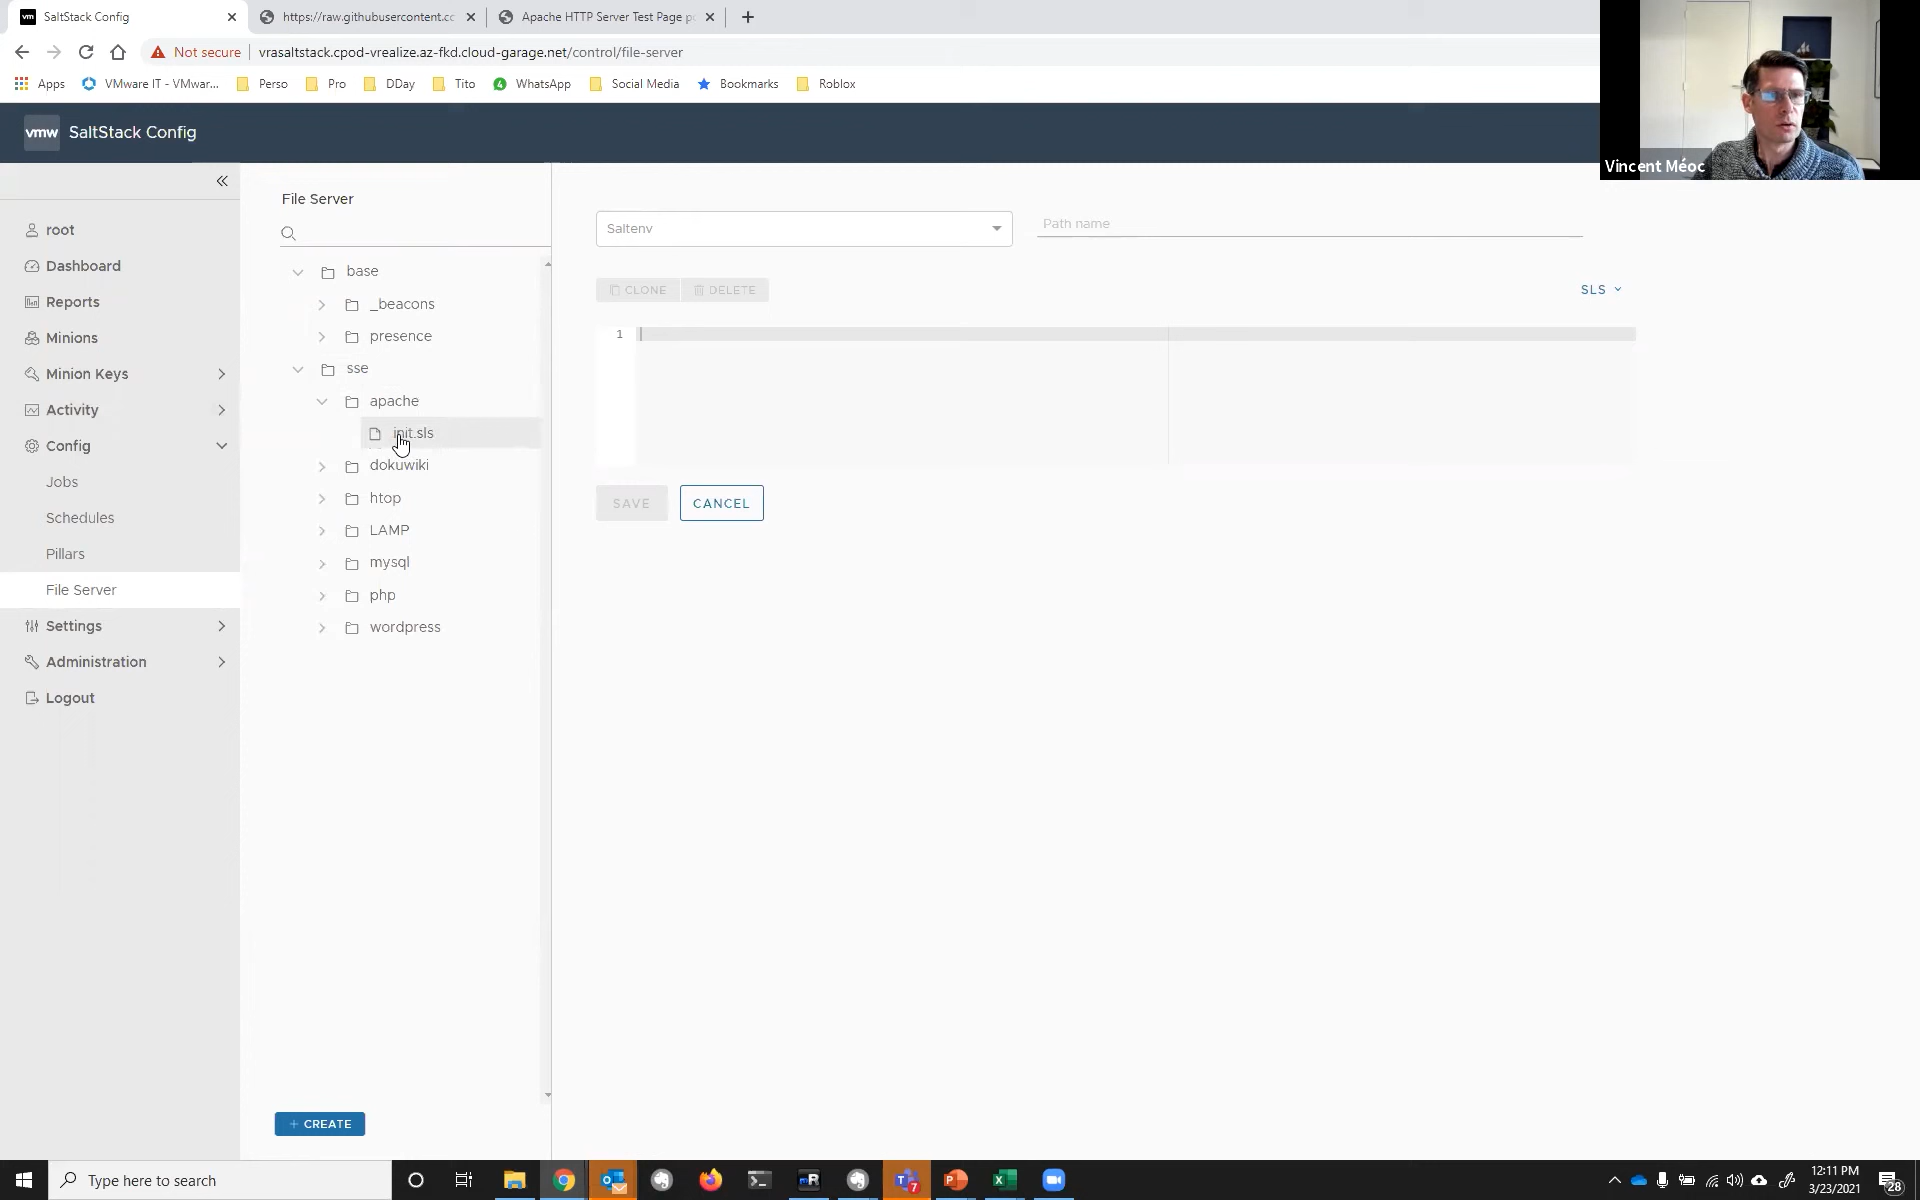 vm SaltStack Config
https://raw.githubusercontent.cc
Apache HTTP Server Test Page p
Not secure vrasaltstack.cpod-vrealize.az-fkd.cloud-garage.net/control/file-server
Apps VMware IT - VMwar... Perso Pro DDay Tito 4 WhatsApp Social Media Bookmarks Roblox
vmw SaltStack Config
Vincent Méoc
root
Dashboard
Reports
Minions
Minion Keys
Activity
Config
Jobs
Schedules
Pillars
File Server
Settings
Administration
Logout
File Server
base
_beacons
presence
sse
apache
init.sls
dokuwiki
htop
LAMP
mysql
php
wordpress
+ CREATE
Saltenv
Path name
CLONE DELETE
SLS
1
SAVE CANCEL
Type here to search
7
12:11 PM
3/23/2021
28